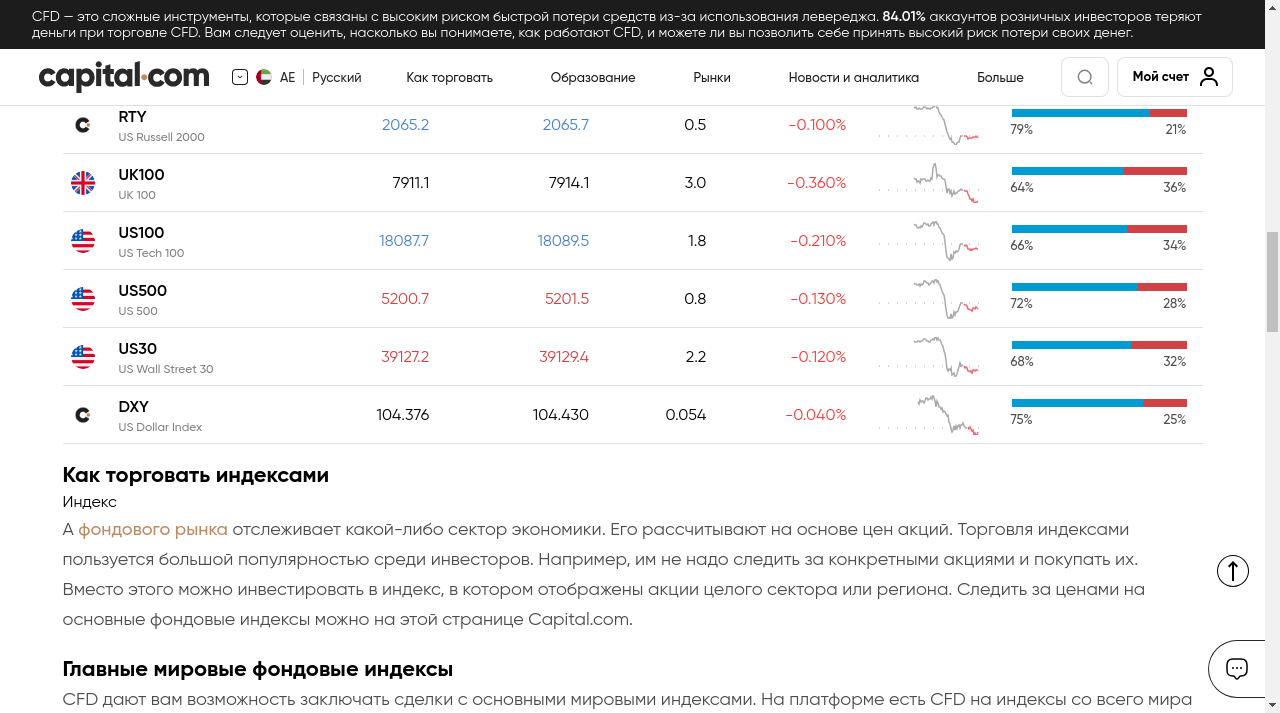 CFD — это сложные инструменты, которые связаны с высоким риском быстрой потери средств из-за использования левереджа. 84.01% аккаунтов розничных инвесторов теряют
деньги при торговле CFD. Вам следует оценить, насколько вы понимаете, как работают CFD, и можете ли вы позволить себе принять высокий риск потери своих денег.
capital.com AE Русский Как торговать Образование Рынки Новости и аналитика Больше Мой счет
RTY
US Russell 2000
2065.2 2065.7 0.5 -0.100%
79% 21%
UK100
UK 100
7911.1 7914.1 3.0 -0.360%
64% 36%
US100
US Tech 100
18087.7 18089.5 1.8 -0.210%
66% 34%
US500
US 500
5200.7 5201.5 0.8 -0.130%
72% 28%
US30
US Wall Street 30
39127.2 39129.4 2.2 -0.120%
68% 32%
DXY
US Dollar Index
104.376 104.430 0.054 -0.040%
75% 25%
Как торговать индексами
Индекс
А фондового рынка отслеживает какой-либо сектор экономики. Его рассчитывают на основе цен акций. Торговля индексами
пользуется большой популярностью среди инвесторов. Например, им не надо следить за конкретными акциями и покупать их.
Вместо этого можно инвестировать в индекс, в котором отображены акции целого сектора или региона. Следить за ценами на
основные фондовые индексы можно на этой странице Capital.com.
Главные мировые фондовые индексы
CFD дают вам возможность заключать сделки с основными мировыми индексами. На платформе есть CFD на индексы со всего мира